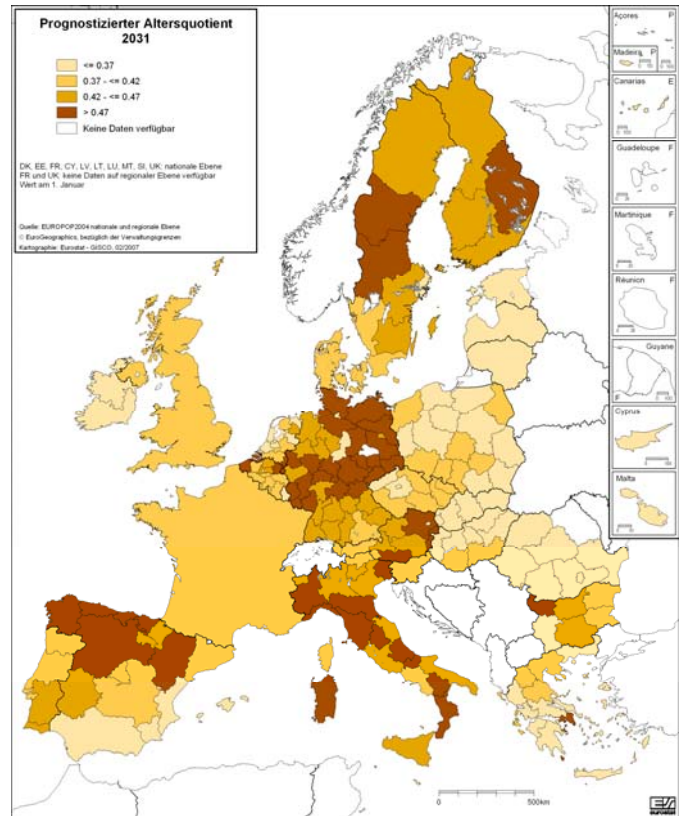 Prognostizierter Altersquotient
2031
<= 0.37
0.37 - <= 0.42
0.42 - <= 0.47
> 0.47
Keine Daten verfügbar
DK, EE, FR, CY, LV, LT, LU, MT, SI, UK: nationale Ebene
FR und UK: keine Daten auf regionaler Ebene verfügbar
Wert am 1. Januar
Quelle: EUROPOP2004 nationale und regionale Ebene
© EuroGeographics, bezüglich der Verwaltungsgrenzen
Kartographie: Eurostat - GISCO, 02/2007
Açores P
Madeira P
Canarias E
Guadeloupe F
Martinique F
Réunion F
Guyane
F
Cyprus
Malta
0 500km
eurostat